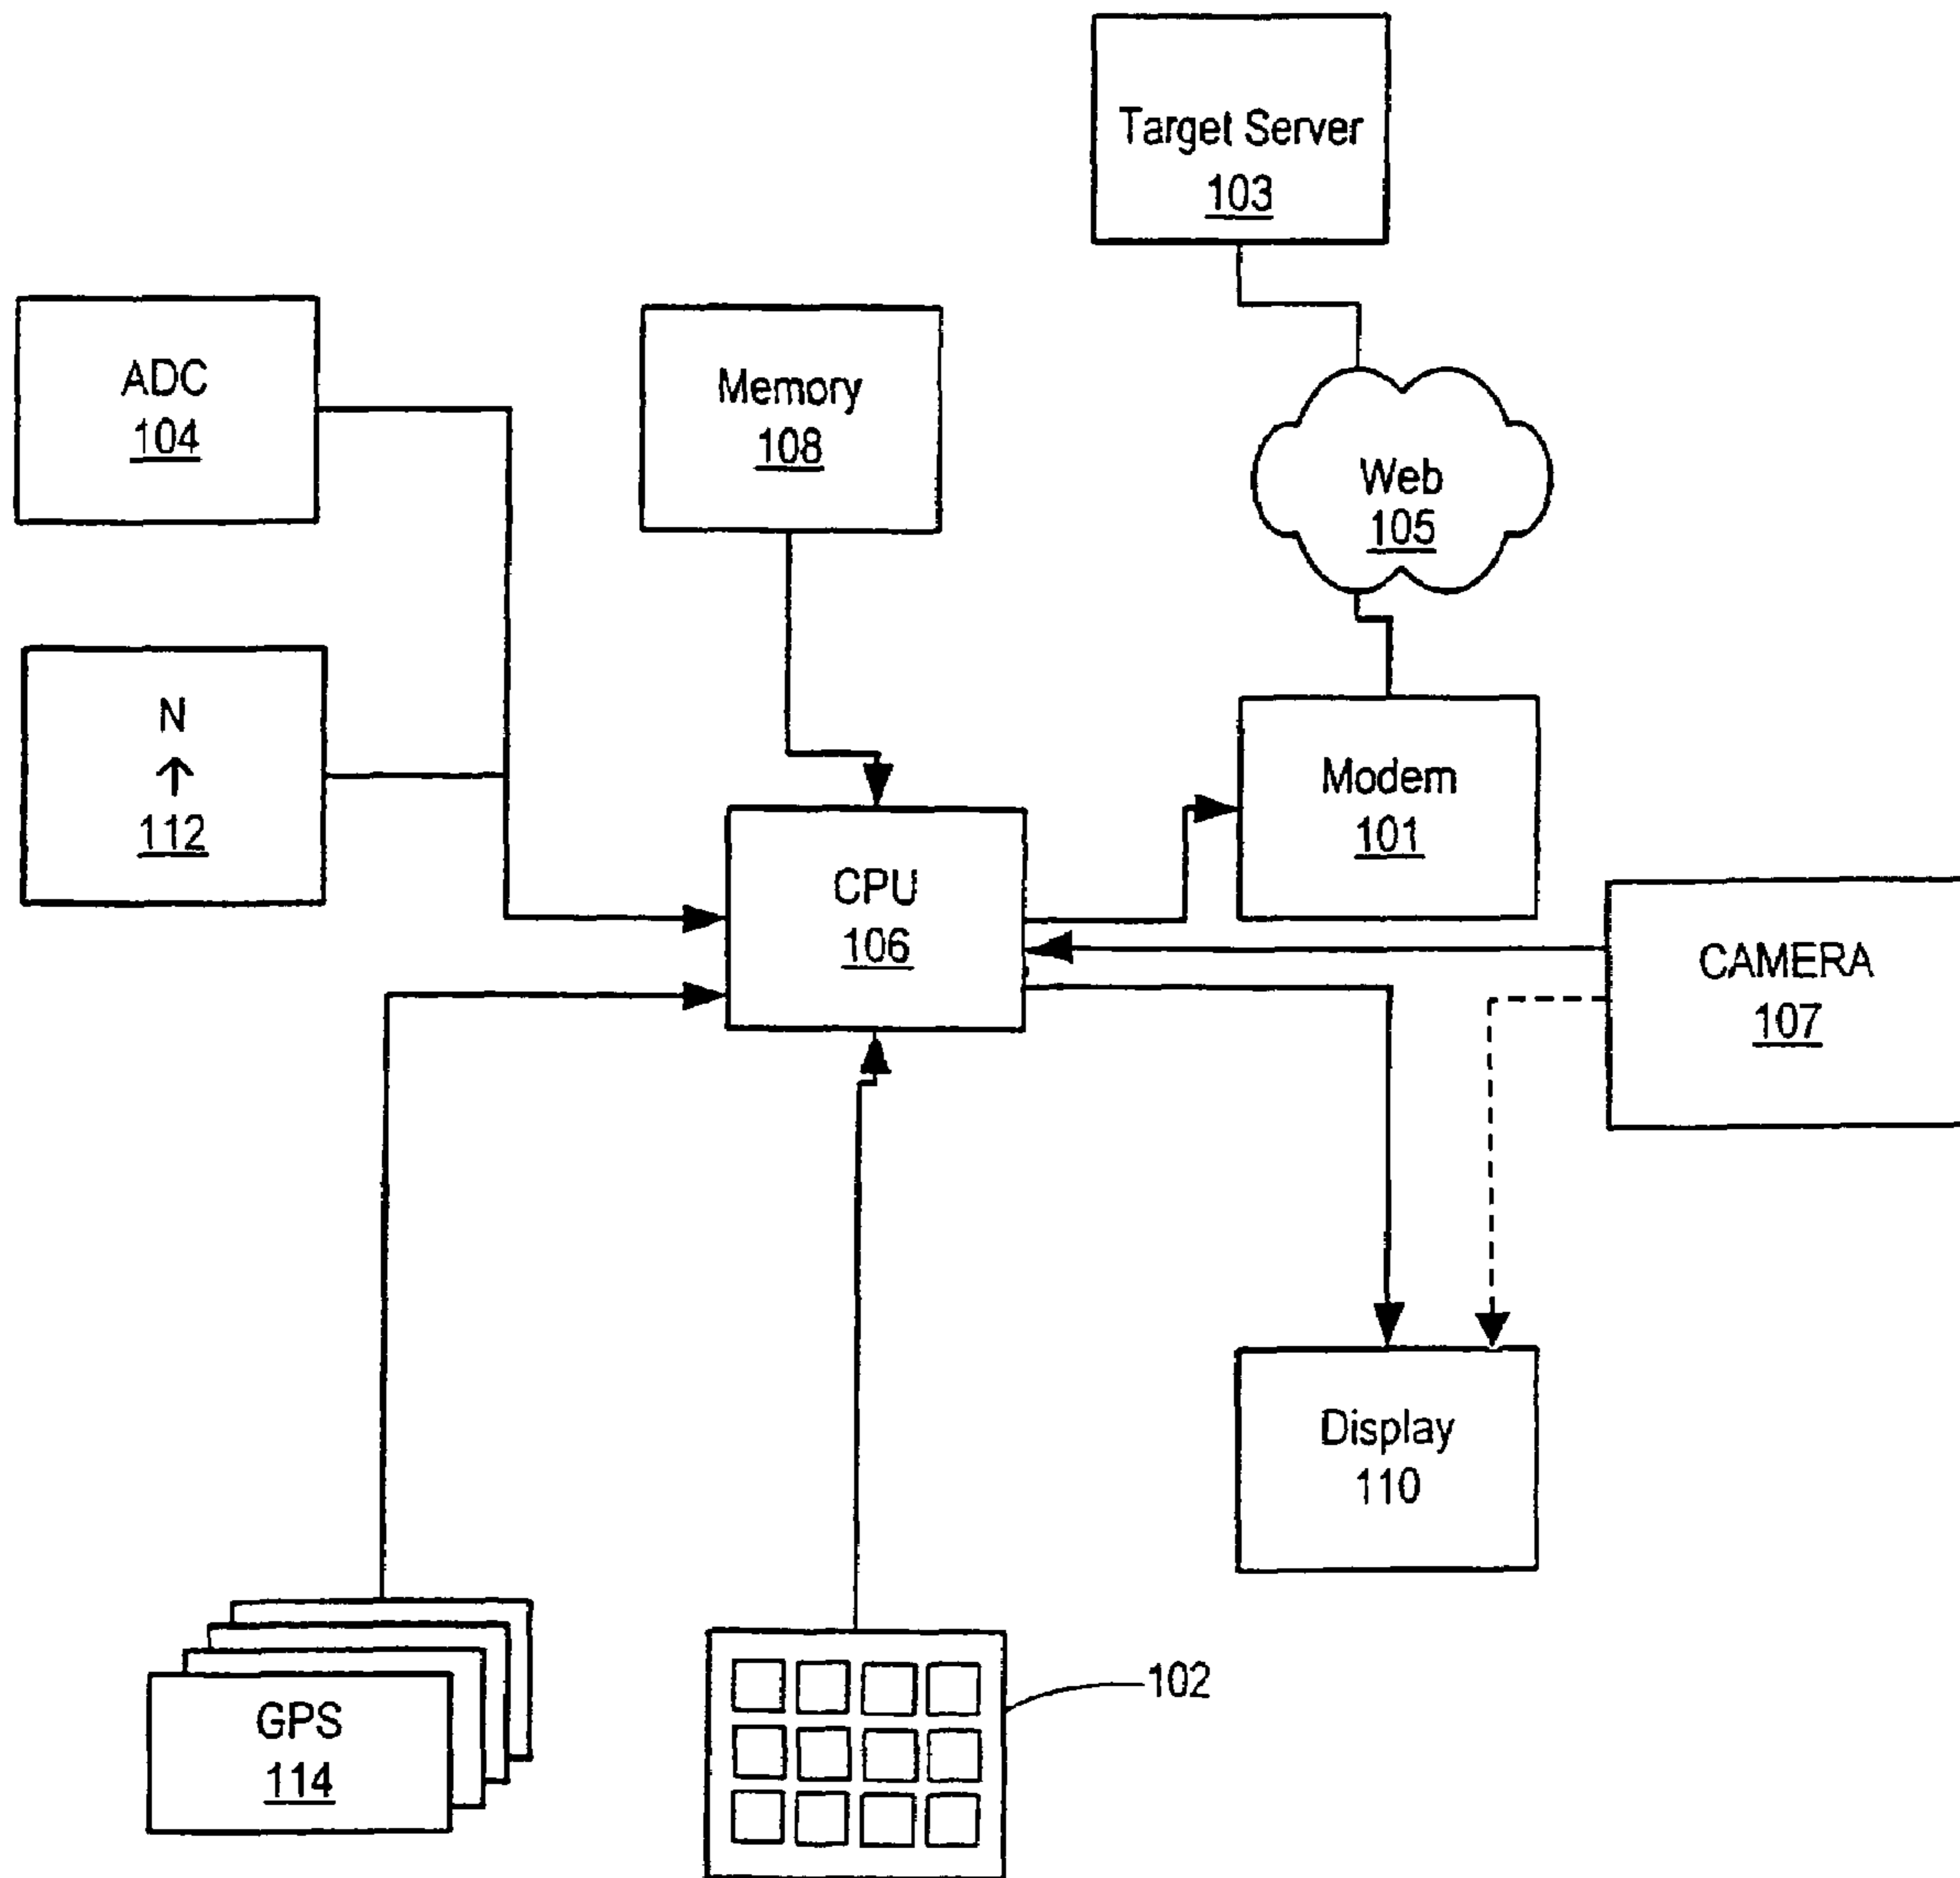 Target Server
103
ADC
104
Memory
108
Web
105
N
112
Modem
101
CPU
106
CAMERA
107
Display
110
102
GPS
114